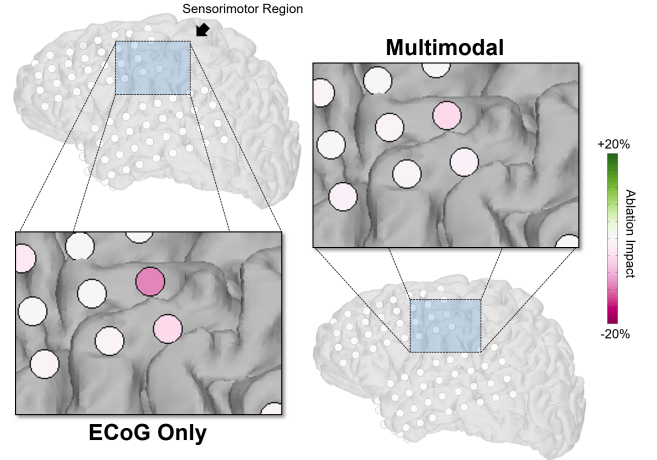 Sensorimotor Region
Multimodal
+20%
Ablation Impact
-20%
ECoG Only